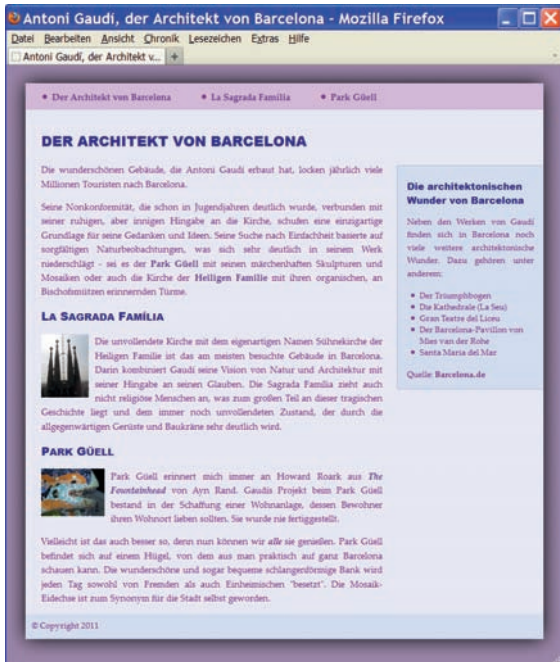 Antoni Gaudí, der Architekt von Barcelona - Mozilla Firefox
Datei Bearbeiten Ansicht Chronik Lesezeichen Extras Hilfe
Antoni Gaudí, der Architekt v...
Der Architekt von Barcelona
La Sagrada Família
Park Güell
DER ARCHITEKT VON BARCELONA
Die wunderschönen Gebäude, die Antoni Gaudí erbaut hat, locken jährlich viele
Millionen Touristen nach Barcelona.
Seine Nonkonformität, die schon in Jugendjahren deutlich wurde, verbunden mit
seiner ruhigen, aber innigen Hingabe an die Kirche, schufen eine einzigartige
Grundlage für seine Gedanken und Ideen. Seine Suche nach Einfachheit basierte auf
sorgfältigen Naturbeobachtungen, was sich sehr deutlich in seinem Werk
niederschlägt - sei es der Park Güell mit seinen märchenhaften Skulpturen und
Mosaiken oder auch die Kirche der Heiligen Familie mit ihren organischen, an
Bischofsmützen erinnernden Türme.
LA SAGRADA FAMÍLIA
Die unvollendete Kirche mit dem eigenartigen Namen Sühnekirche der
Heiligen Familie ist das am meisten besuchte Gebäude in Barcelona.
Darin kombiniert Gaudí seine Vision von Natur und Architektur mit
seiner Hingabe an seinen Glauben. Die Sagrada Família zieht auch
nicht religiöse Menschen an, was zum großen Teil an dieser tragischen
Geschichte liegt und dem immer noch unvollendeten Zustand, der durch die
allgegenwärtigen Gerüste und Baukräne sehr deutlich wird.
PARK GÜELL
Park Güell erinnert mich immer an Howard Roark aus The
Fountainhead von Ayn Rand. Gaudís Projekt beim Park Güell
bestand in der Schaffung einer Wohnanlage, dessen Bewohner
ihren Wohnort lieben sollten. Sie wurde nie fertiggestellt.
Vielleicht ist das auch besser so, denn nun können wir alle sie genießen. Park Güell
befindet sich auf einem Hügel, von dem aus man praktisch auf ganz Barcelona
schauen kann. Die wunderschöne und sogar bequeme schlangenförmige Bank wird
jeden Tag sowohl von Fremden als auch Einheimischen "besetzt". Die Mosaik-
Eidechse ist zum Synonym für die Stadt selbst geworden.
Die architektonischen
Wunder von Barcelona
Neben den Werken von Gaudí
finden sich in Barcelona noch
viele weitere architektonische
Wunder. Dazu gehören unter
anderem:
Der Triumphbogen
Die Kathedrale (La Seu)
Gran Teatre del Liceu
Der Barcelona-Pavillon von
Mies van der Rohe
Santa Maria del Mar
Quelle: Barcelona.de
© Copyright 2011